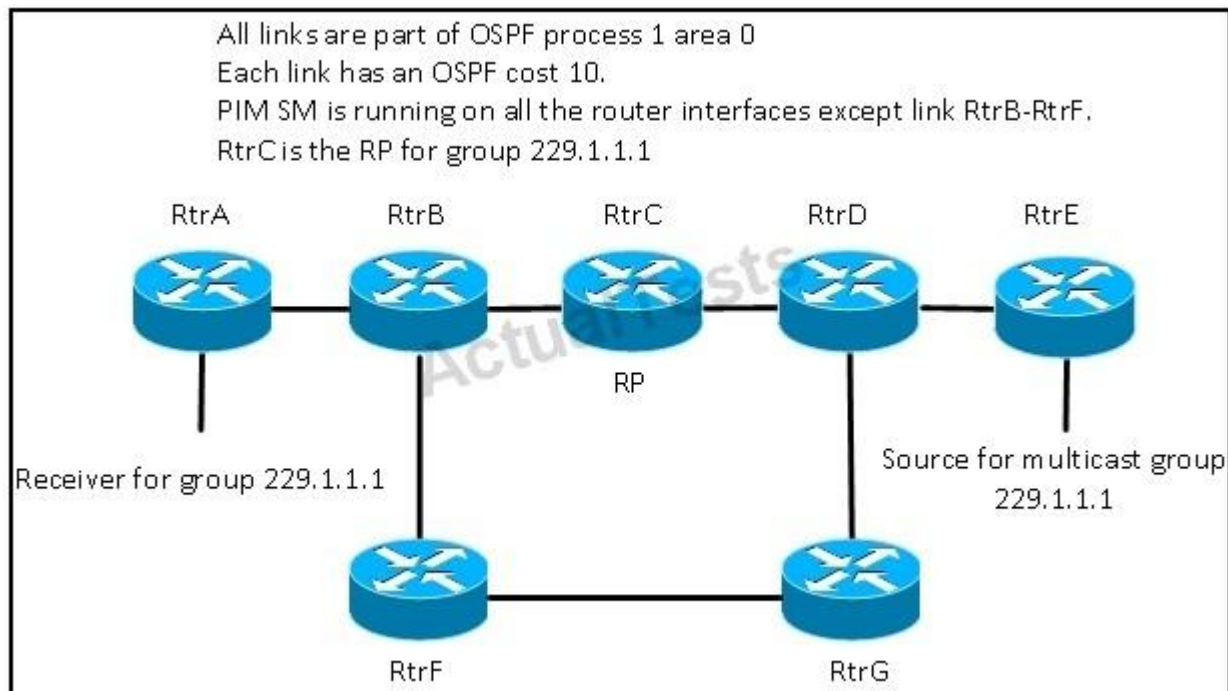 All links are part of OSPF process 1 area 0
Each link has an OSPF cost 10.
PIM SM is running on all the router interfaces except link RtrB-RtrF.
RtrC is the RP for group 229.1.1.1
RtrA
RtrB
RtrC
RtrD
RtrE
ActualTests
RP
Receiver for group 229.1.1.1
Source for multicast group
229.1.1.1
RtrF
RtrG